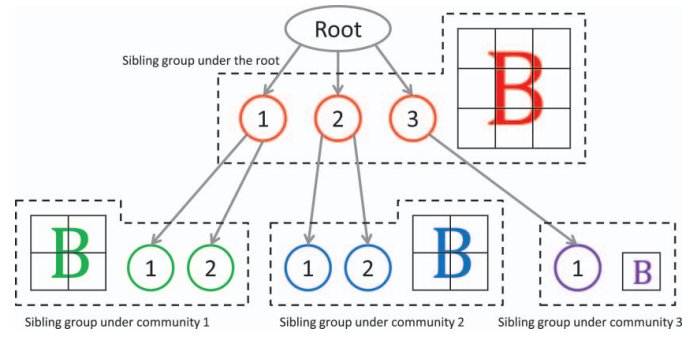 Root
Sibling group under the root
1 2 3 B
B 1 2
1 2 B
1 B
Sibling group under community 1
Sibling group under community 2
Sibling group under community 3